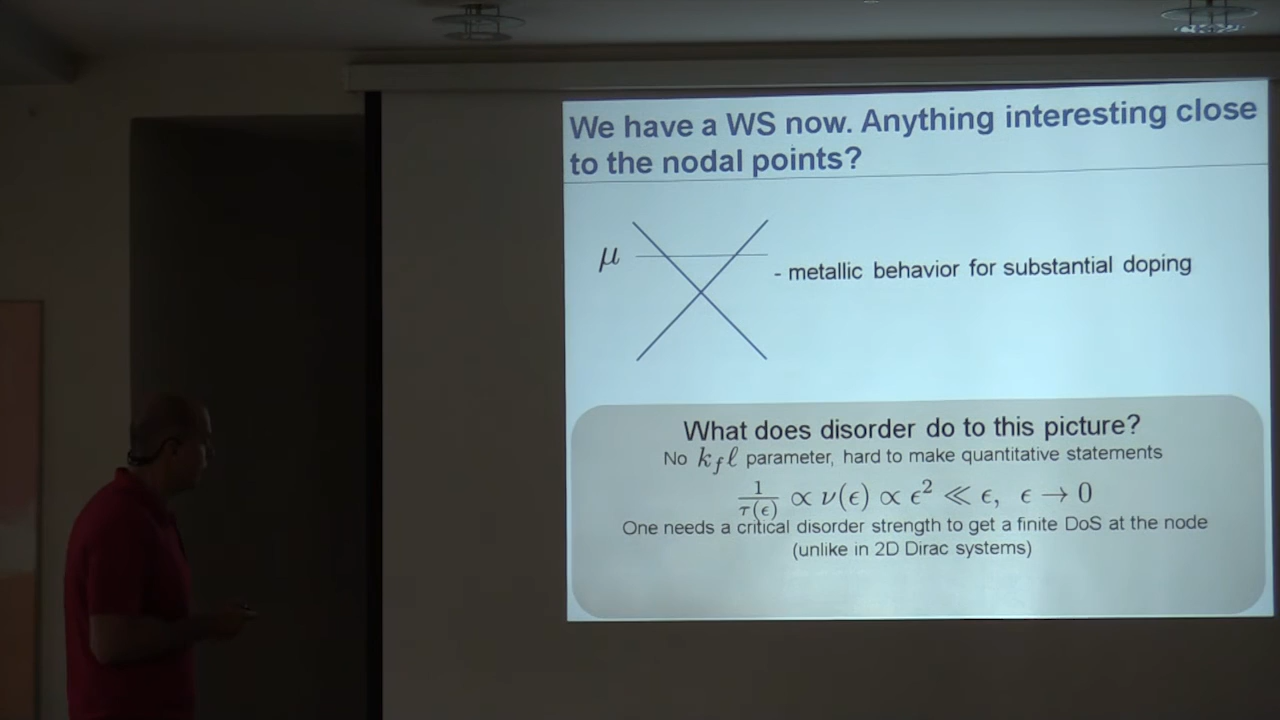 We have a WS now. Anything interesting close
to the nodal points?
μ
- metallic behavior for substantial doping
What does disorder do to this picture?
No k_f ℓ parameter, hard to make quantitative statements
1/τ(ϵ) ∝ ν(ϵ) ∝ ϵ² ≪ ϵ, ϵ → 0
One needs a critical disorder strength to get a finite DoS at the node
(unlike in 2D Dirac systems)